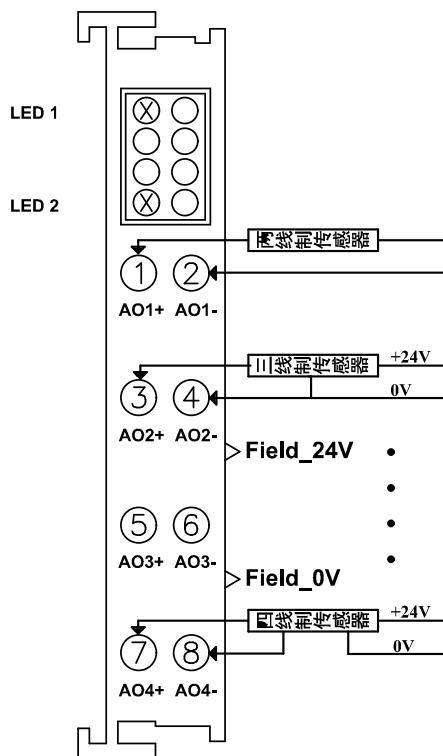 LED 1
LED 2
两线制传感器
① ②
AO1+ AO1-
三线制传感器 +24V
0V
③ ④
AO2+ AO2-
Field_24V
⑤ ⑥
AO3+ AO3-
Field_0V
四线制传感器 +24V
0V
⑦ ⑧
AO4+ AO4-